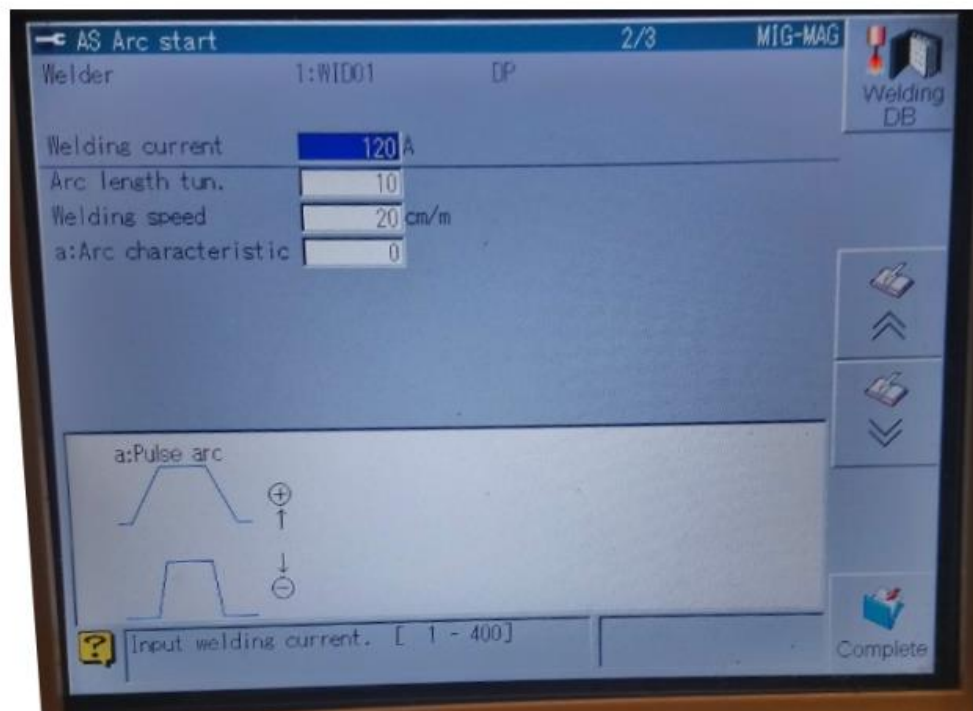 AS Arc start 2/3 MIG-MAG
Welder 1:WID01 DP
Welding DB
Welding current 120 A
Arc length tun. 10
Welding speed 20 cm/m
a:Arc characteristic 0
a:Pulse arc
+
-
Input welding current. [ 1 - 400]
Complete